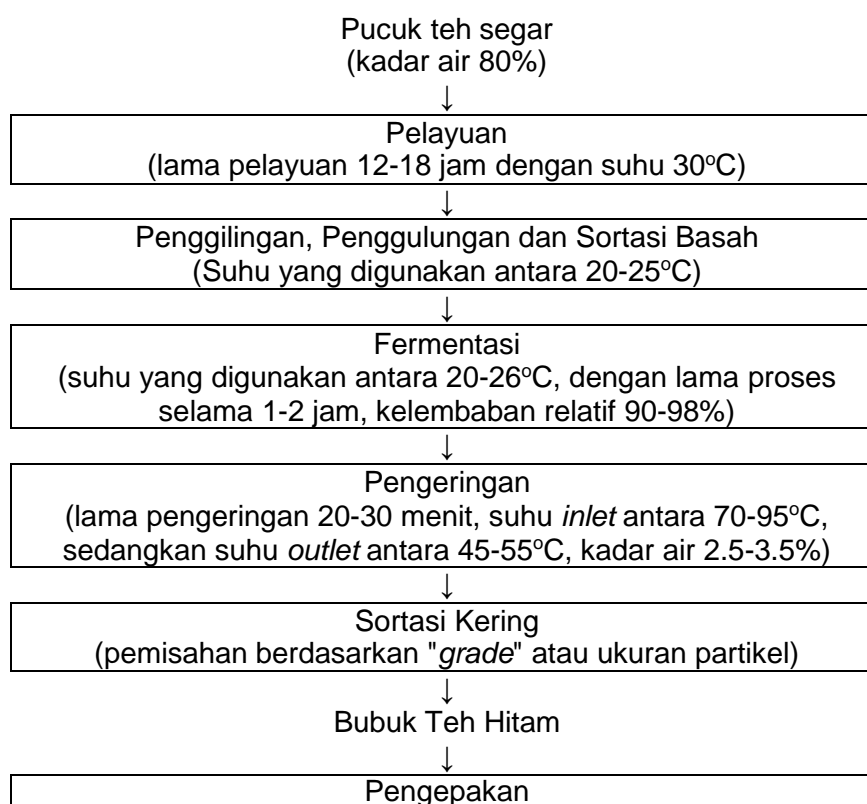 Pucuk teh segar
(kadar air 80%)
↓
Pelayuan
(lama pelayuan 12-18 jam dengan suhu 30°C)
↓
Penggilingan, Penggulungan dan Sortasi Basah
(Suhu yang digunakan antara 20-25°C)
↓
Fermentasi
(suhu yang digunakan antara 20-26°C, dengan lama proses
selama 1-2 jam, kelembaban relatif 90-98%)
↓
Pengeringan
(lama pengeringan 20-30 menit, suhu inlet antara 70-95°C,
sedangkan suhu outlet antara 45-55°C, kadar air 2.5-3.5%)
↓
Sortasi Kering
(pemisahan berdasarkan "grade" atau ukuran partikel)
↓
Bubuk Teh Hitam
↓
Pengepakan